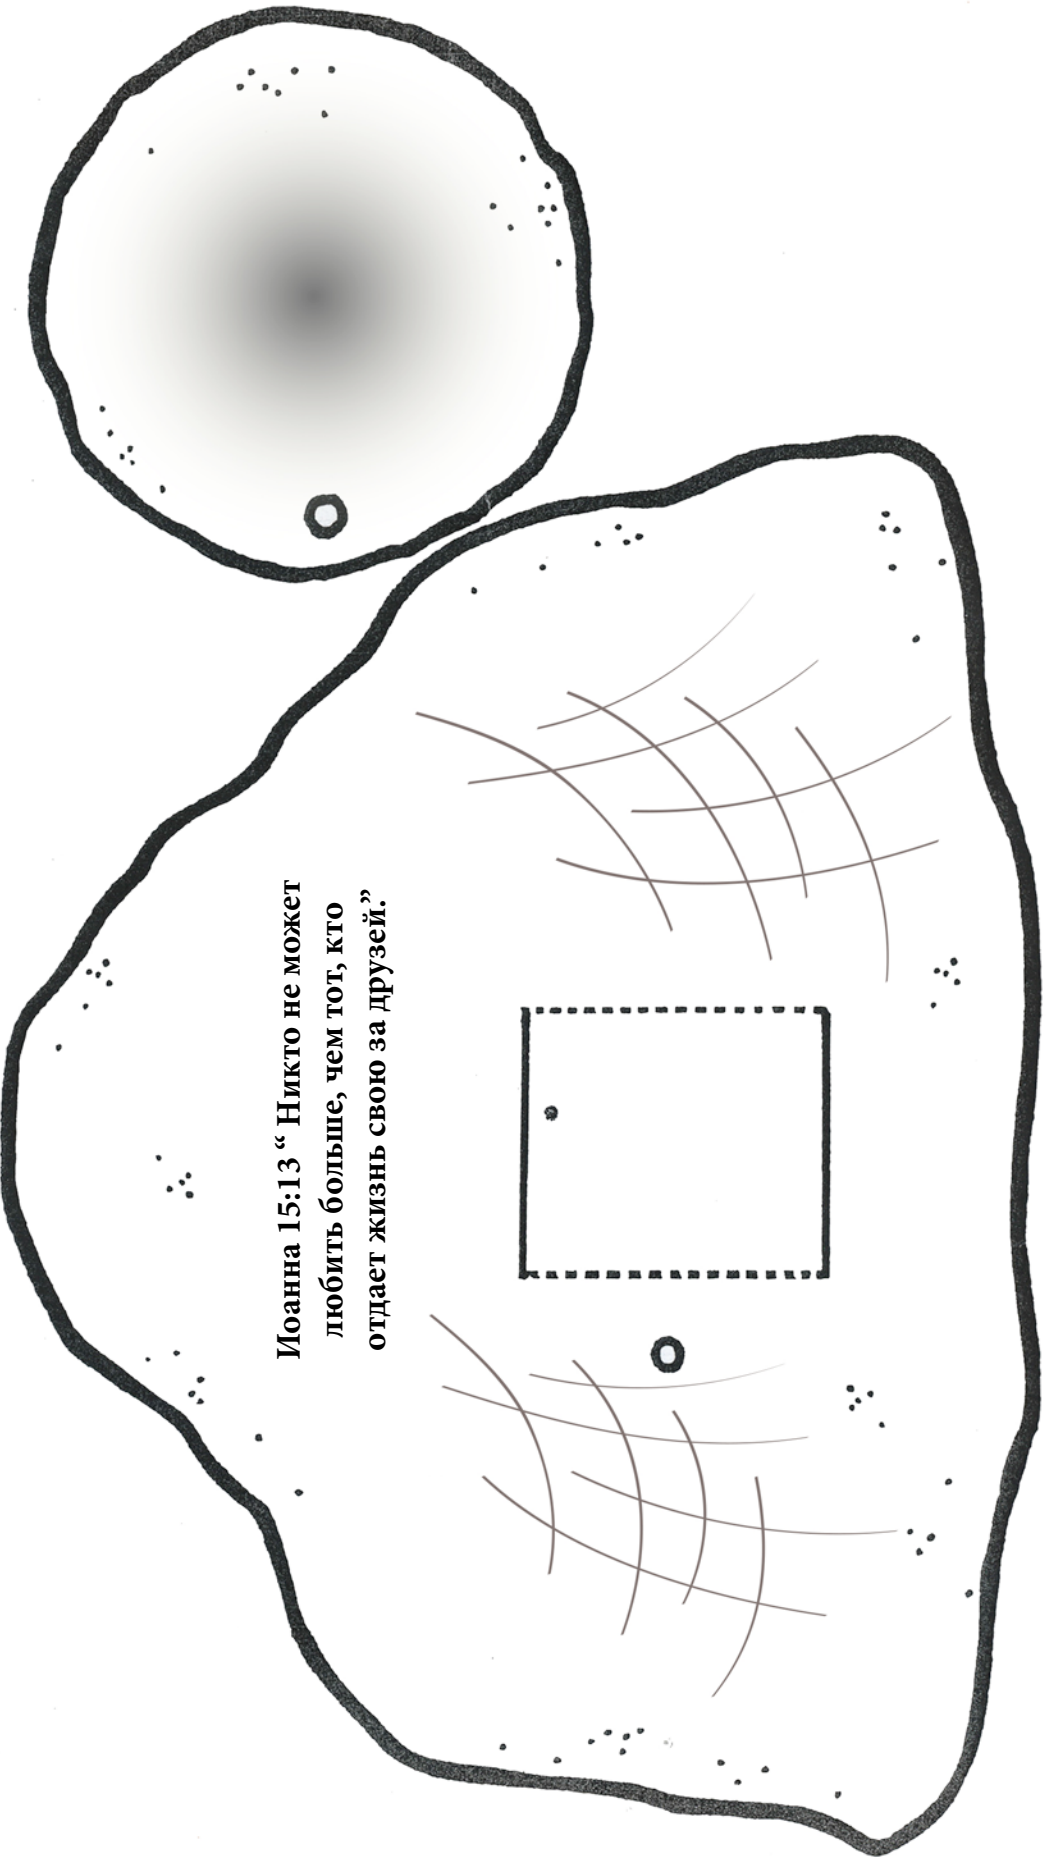 Иоанна 15:13 “ Никто не может
любить больше, чем тот, кто
отдает жизнь свою за друзей.”